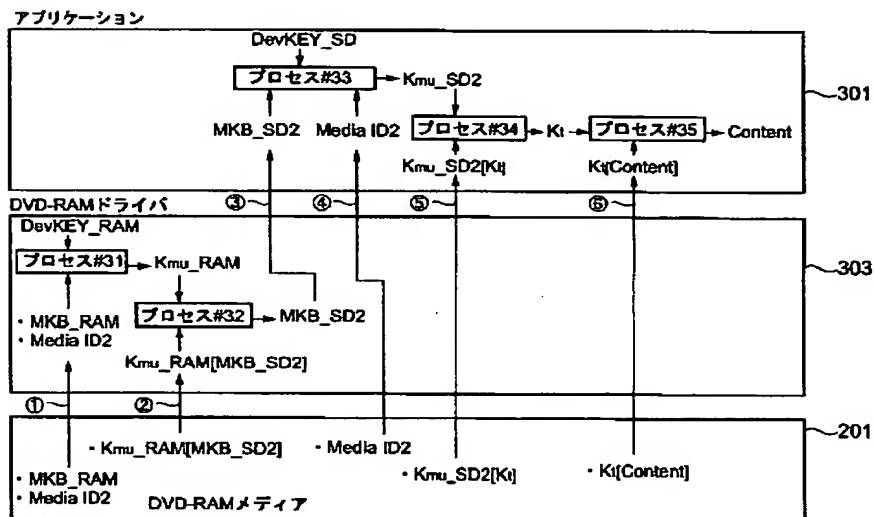 アプリケーション
DevKEY_SD
プロセス#33
Kmu_SD2
301
MKB_SD2
Media ID2
プロセス#34
Kt
プロセス#35
Content
Kmu_SD2[Kt]
Kt[Content]
③
④
⑤
⑥
DVD-RAMドライバ
DevKEY_RAM
プロセス#31
Kmu_RAM
303
・MKB_RAM
・Media ID2
プロセス#32
MKB_SD2
Kmu_RAM[MKB_SD2]
①
②
201
・Kmu_RAM[MKB_SD2]
・Media ID2
・Kmu_SD2[Kt]
・Kt[Content]
・MKB_RAM
・Media ID2
DVD-RAMメディア